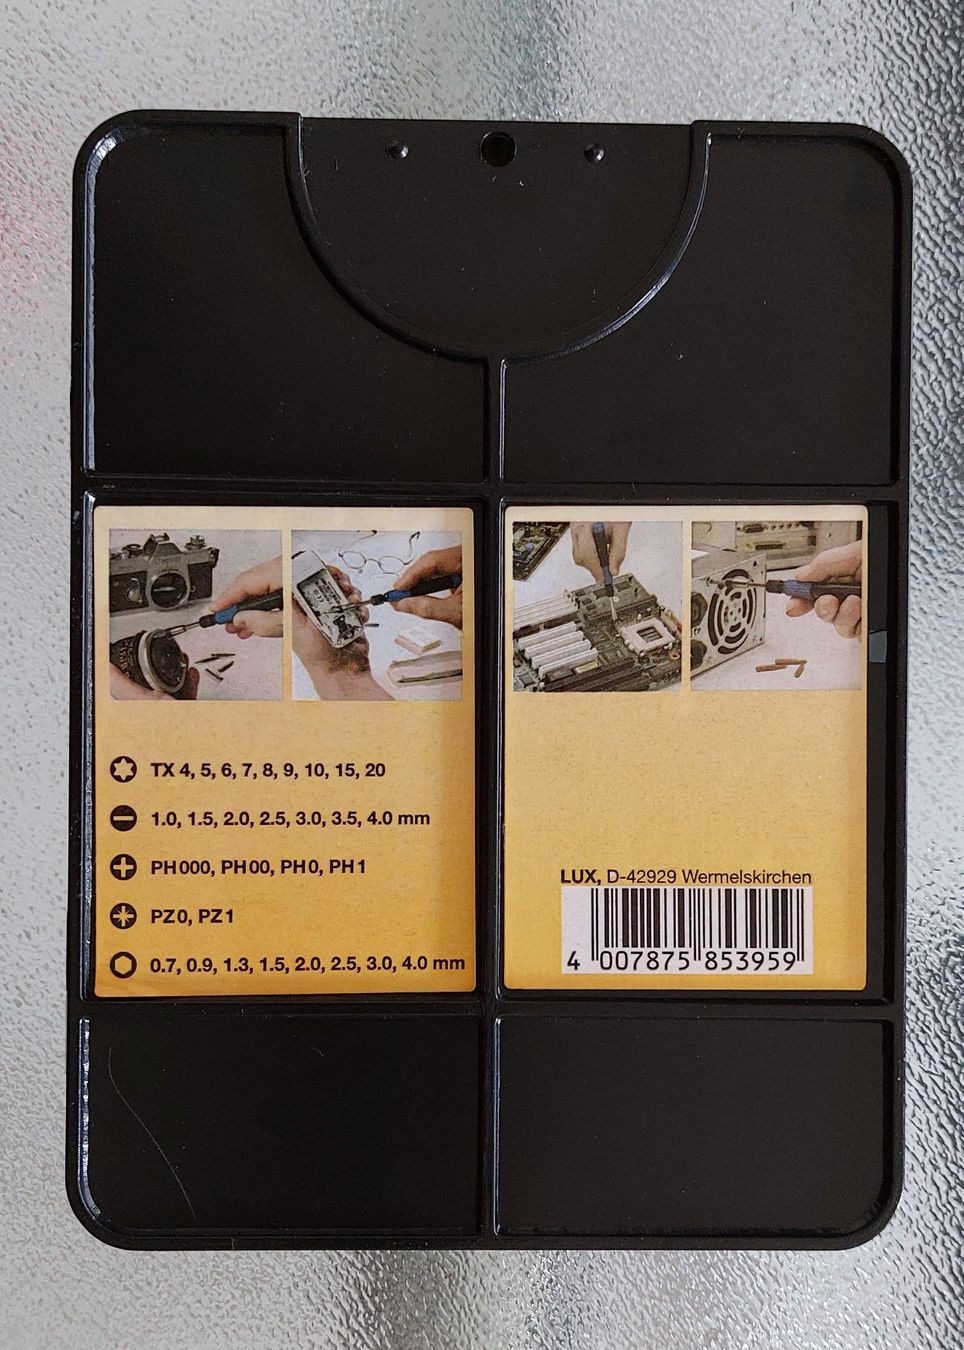 TX 4, 5, 6, 7, 8, 9, 10, 15, 20
1.0, 1.5, 2.0, 2.5, 3.0, 3.5, 4.0 mm
PH000, PH00, PH0, PH1
PZ0, PZ1
0.7, 0.9, 1.3, 1.5, 2.0, 2.5, 3.0, 4.0 mm
LUX, D-42929 Wermelskirchen
4 007875 853959